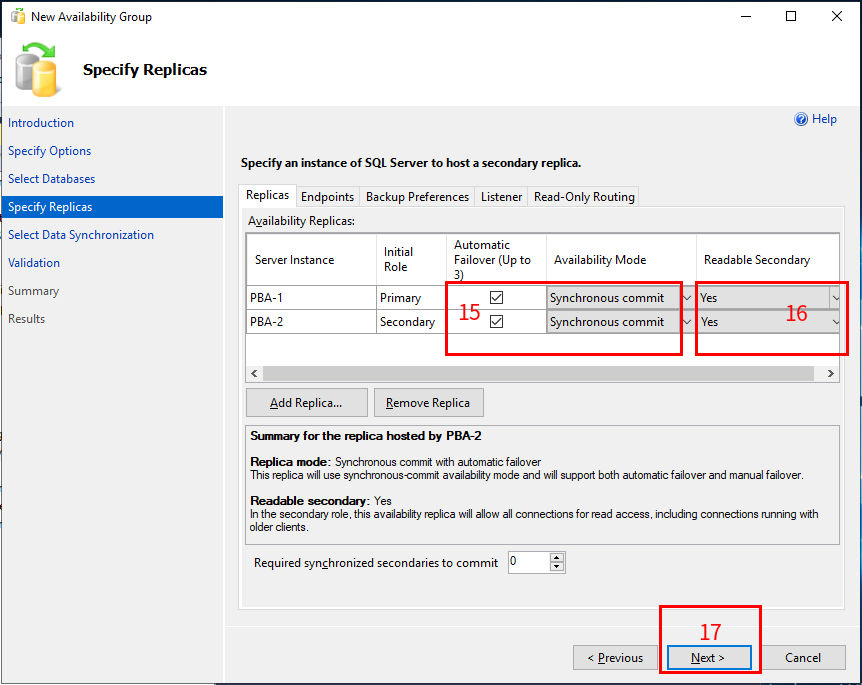 New Availability Group
Specify Replicas
Help
Introduction
Specify Options
Select Databases
Specify Replicas
Select Data Synchronization
Validation
Summary
Results
Specify an instance of SQL Server to host a secondary replica.
Replicas Endpoints Backup Preferences Listener Read-Only Routing
Availability Replicas:
Server Instance Initial Role Automatic Failover (Up to 3) Availability Mode Readable Secondary
PBA-1 Primary Synchronous commit Yes
15 16
PBA-2 Secondary Synchronous commit Yes
Add Replica... Remove Replica
Summary for the replica hosted by PBA-2
Replica mode: Synchronous commit with automatic failover
This replica will use synchronous-commit availability mode and will support both automatic failover and manual failover.
Readable secondary: Yes
In the secondary role, this availability replica will allow all connections for read access, including connections running with
older clients.
Required synchronized secondaries to commit 0
17
< Previous Next > Cancel